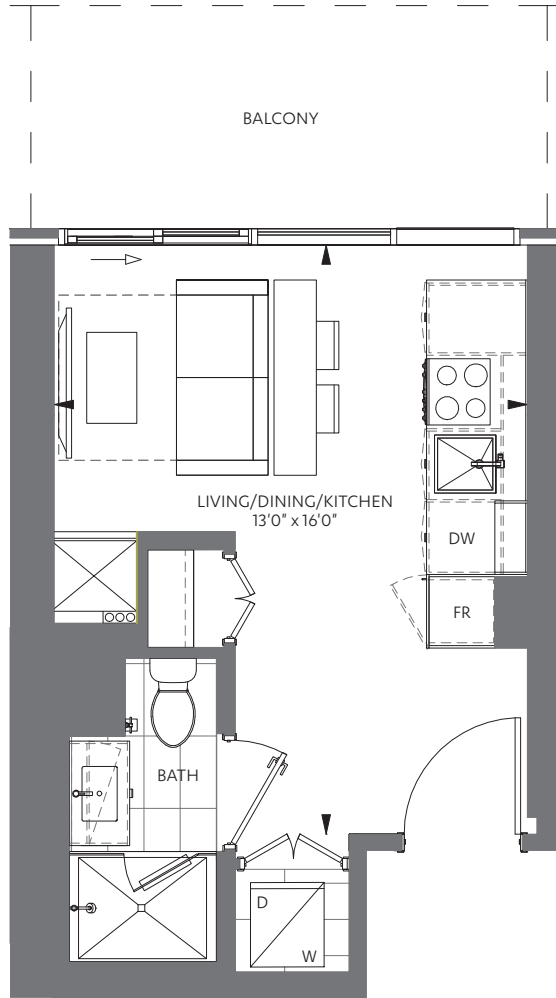 BALCONY
LIVING/DINING/KITCHEN
13'0" x 16'0"
DW
FR
BATH
D
W